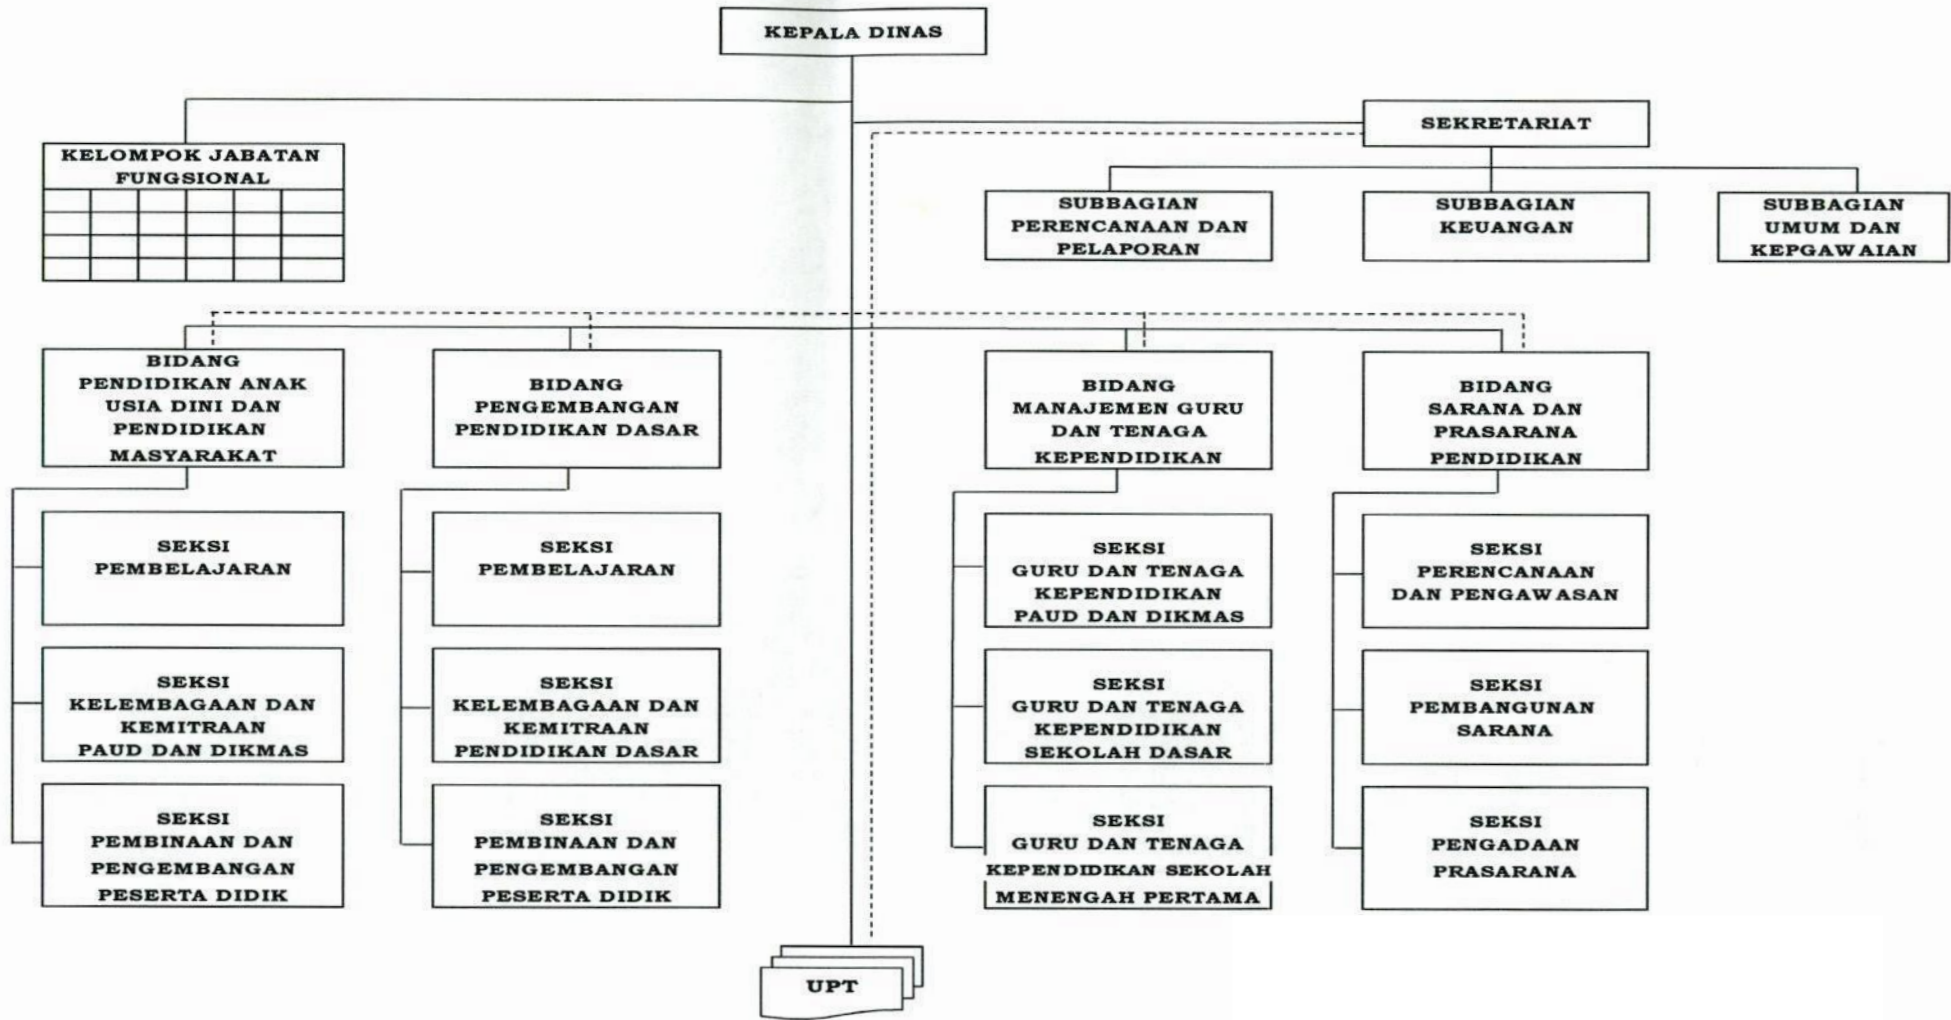 KEPALA DINAS
SEKRETARIAT
KELOMPOK JABATAN
FUNGSIONAL
SUBBAGIAN
PERENCANAAN DAN
PELAPORAN
SUBBAGIAN
KEUANGAN
SUBBAGIAN
UMUM DAN
KEPGAWAIAN
BIDANG
PENDIDIKAN ANAK
USIA DINI DAN
PENDIDIKAN
MASYARAKAT
BIDANG
PENGEMBANGAN
PENDIDIKAN DASAR
BIDANG
MANAJEMEN GURU
DAN TENAGA
KEPENDIDIKAN
BIDANG
SARANA DAN
PRASARANA
PENDIDIKAN
SEKSI
PEMBELAJARAN
SEKSI
PEMBELAJARAN
SEKSI
GURU DAN TENAGA
KEPENDIDIKAN
PAUD DAN DIKMAS
SEKSI
PERENCANAAN
DAN PENGAWASAN
SEKSI
KELEMBAGAAN DAN
KEMITRAAN
PAUD DAN DIKMAS
SEKSI
KELEMBAGAAN DAN
KEMITRAAN
PENDIDIKAN DASAR
SEKSI
GURU DAN TENAGA
KEPENDIDIKAN
SEKOLAH DASAR
SEKSI
PEMBANGUNAN
SARANA
SEKSI
PEMBINAAN DAN
PENGEMBANGAN
PESERTA DIDIK
SEKSI
PEMBINAAN DAN
PENGEMBANGAN
PESERTA DIDIK
SEKSI
GURU DAN TENAGA
KEPENDIDIKAN SEKOLAH
MENENGAH PERTAMA
SEKSI
PENGADAAN
PRASARANA
UPT